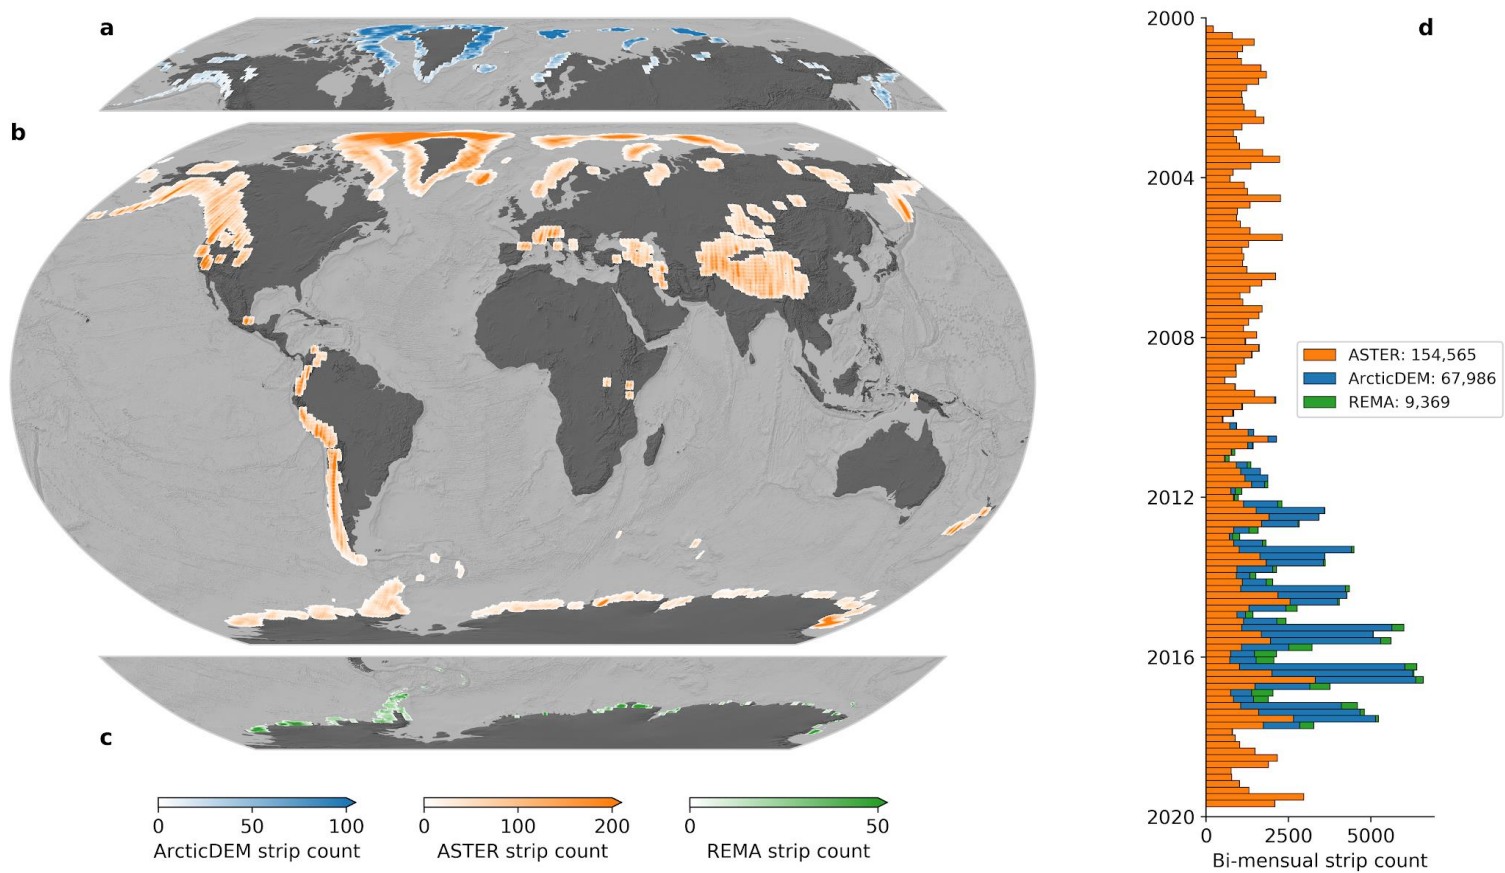 a
b
c
0
50
100
ArcticDEM strip count
0
100
200
ASTER strip count
0
50
REMA strip count
d
2000
2004
2008
2012
2016
2020
ASTER: 154,565
ArcticDEM: 67,986
REMA: 9,369
0
2500
5000
Bi-mensual strip count